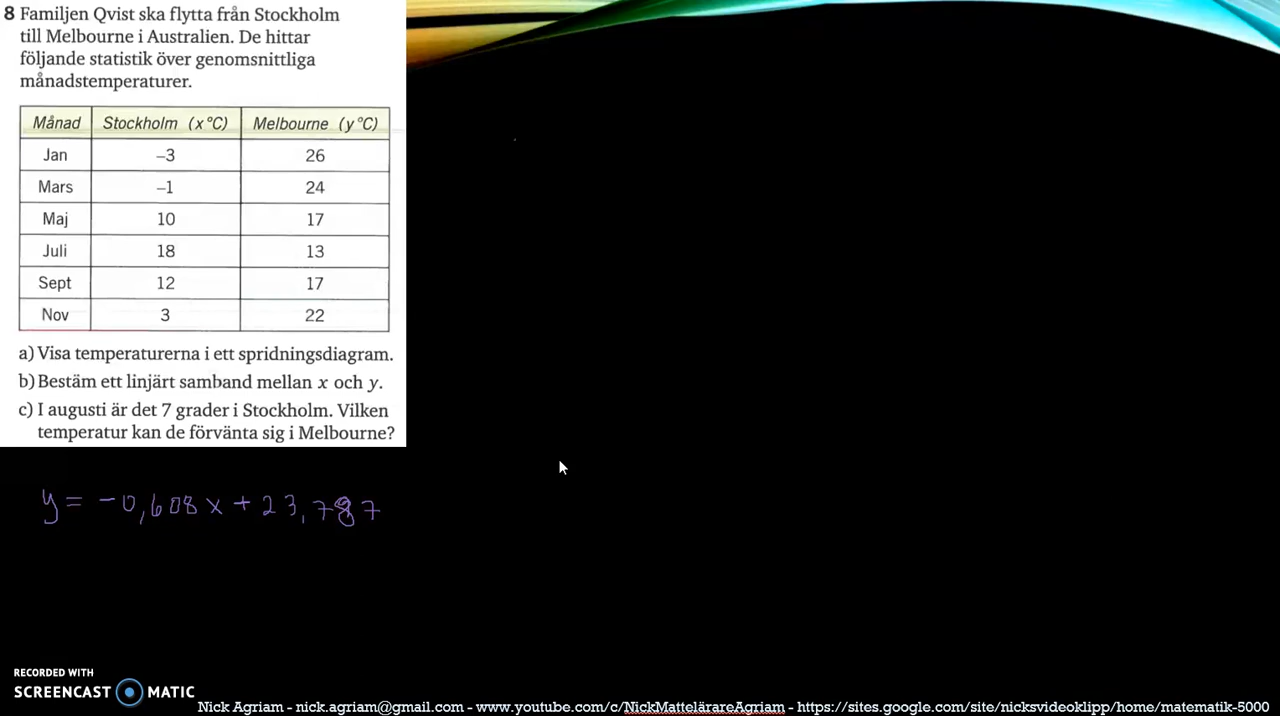 8 Familjen Qvist ska flytta från Stockholm
till Melbourne i Australien. De hittar
följande statistik över genomsnittliga
månadstemperaturer.
Månad Stockholm (x °C) Melbourne (y °C)
Jan –3 26
Mars –1 24
Maj 10 17
Juli 18 13
Sept 12 17
Nov 3 22
a) Visa temperaturerna i ett spridningsdiagram.
b) Bestäm ett linjärt samband mellan x och y.
c) I augusti är det 7 grader i Stockholm. Vilken
temperatur kan de förvänta sig i Melbourne?
y = -0,608x + 23,787
RECORDED WITH
SCREENCAST MATIC
Nick Agriam - nick.agriam@gmail.com - www.youtube.com/c/NickMattelärareAgriam - https://sites.google.com/site/nicksvideoklipp/home/matematik-5000